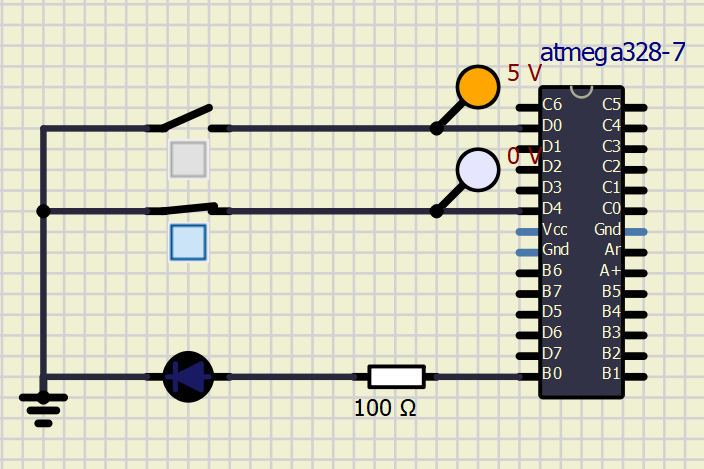 atmega328-7
5 V
C6 C5
D0 C4
D1 C3
0 V
D2 C2
D3 C1
D4 C0
Vcc Gnd
Gnd Ar
B6 A+
B7 B5
D5 B4
D6 B3
D7 B2
B0 B1
100 Ω